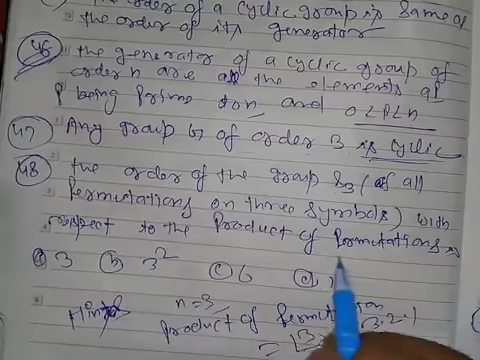 order of a cyclic group is same as
the order of its generator
46 the generator of a cyclic group of
order n are all the elements aP
P being prime to n and 0<P<n
47 Any group G of order 3 is cyclic
48 the order of the group S3 (of all
permutations on three symbols) with
respect to the product of permutations is
a 3 b 3² c 6 d
Hint n=3
product of permutation
= 3 3·2·1